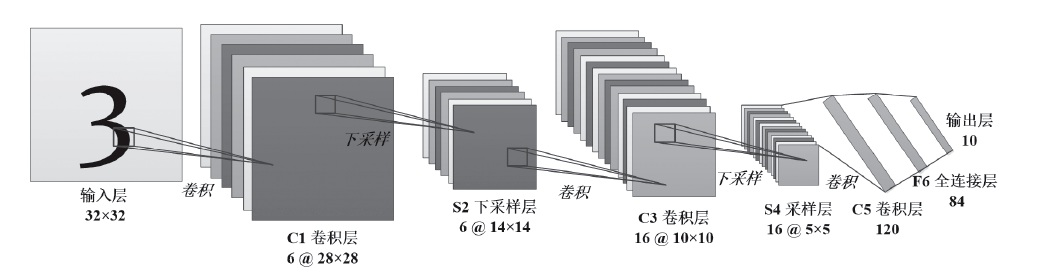 3
输入层
32×32
卷积
C1 卷积层
6 @ 28×28
下采样
S2 下采样层
6 @ 14×14
卷积
C3 卷积层
16 @ 10×10
下采样
S4 采样层
16 @ 5×5
卷积
C5 卷积层
120
F6 全连接层
84
输出层
10